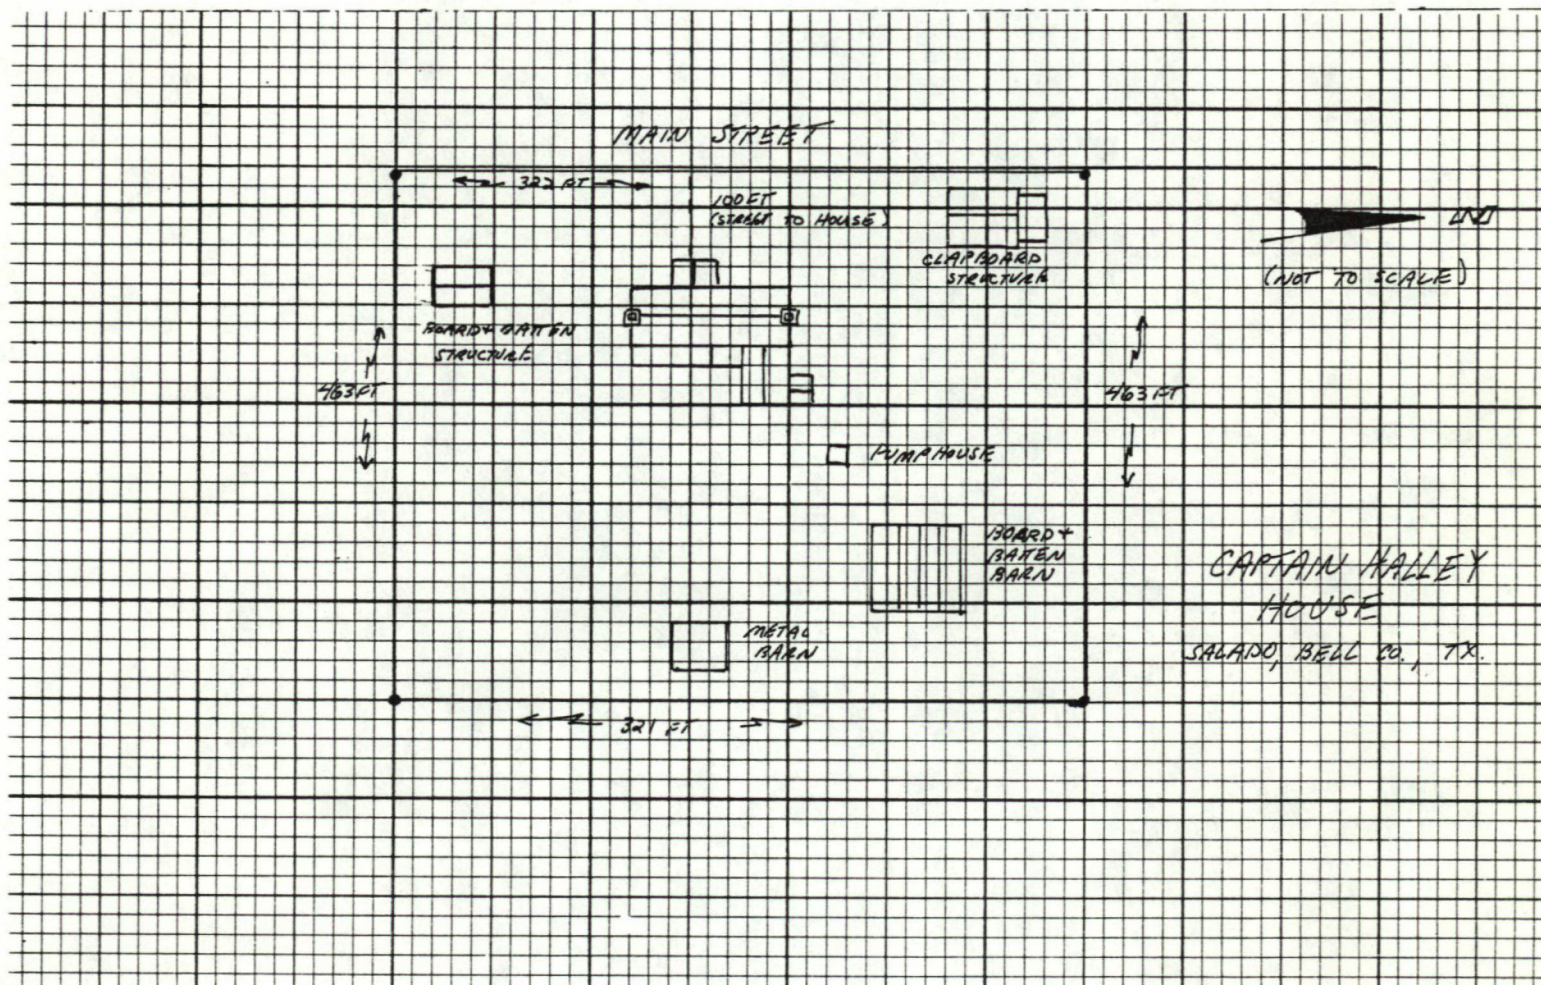 MAIN STREET
322 FT
100 FT
(STREET TO HOUSE)
CLAPBOARD
STRUCTURE
(NOT TO SCALE)
BOARD + BATTEN
STRUCTURE
463 FT
463 FT
PUMPHOUSE
BOARD +
BATTEN
BARN
CAPTAIN HALLEY
HOUSE
SALADO, BELL CO., TX.
METAL
BARN
321 FT